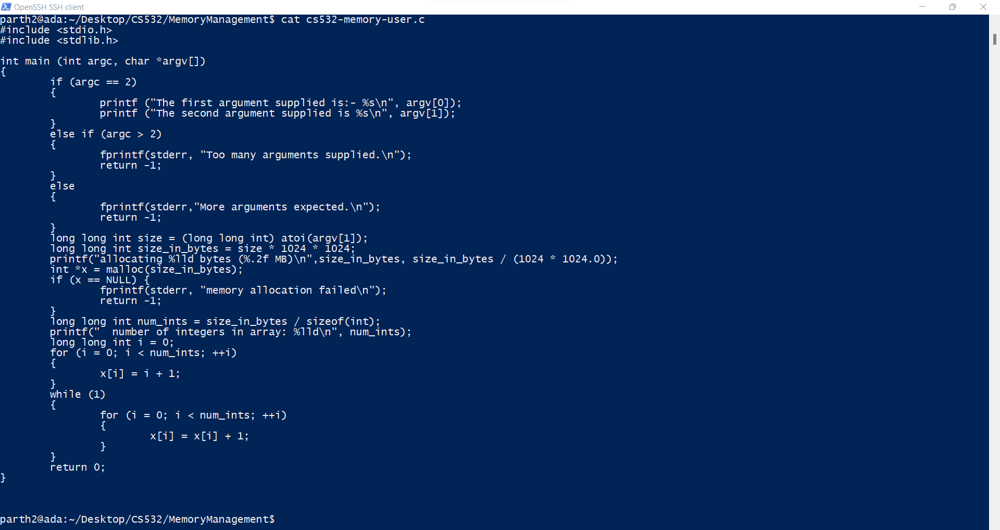 OpenSSH SSH client
parth2@ada:~/Desktop/CS532/MemoryManagement$ cat cs532-memory-user.c
#include <stdio.h>
#include <stdlib.h>
int main (int argc, char *argv[])
{
        if (argc == 2)
        {
                printf ("The first argument supplied is:- %s\n", argv[0]);
                printf ("The second argument supplied is %s\n", argv[1]);
        }
        else if (argc > 2)
        {
                fprintf(stderr, "Too many arguments supplied.\n");
                return -1;
        }
        else
        {
                fprintf(stderr,"More arguments expected.\n");
                return -1;
        }
        long long int size = (long long int) atoi(argv[1]);
        long long int size_in_bytes = size * 1024 * 1024;
        printf("allocating %lld bytes (%.2f MB)\n",size_in_bytes, size_in_bytes / (1024 * 1024.0));
        int *x = malloc(size_in_bytes);
        if (x == NULL) {
                fprintf(stderr, "memory allocation failed\n");
                return -1;
        }
        long long int num_ints = size_in_bytes / sizeof(int);
        printf("  number of integers in array: %lld\n", num_ints);
        long long int i = 0;
        for (i = 0; i < num_ints; ++i)
        {
                x[i] = i + 1;
        }
        while (1)
        {
                for (i = 0; i < num_ints; ++i)
                {
                        x[i] = x[i] + 1;
                }
        }
        return 0;
}
parth2@ada:~/Desktop/CS532/MemoryManagement$